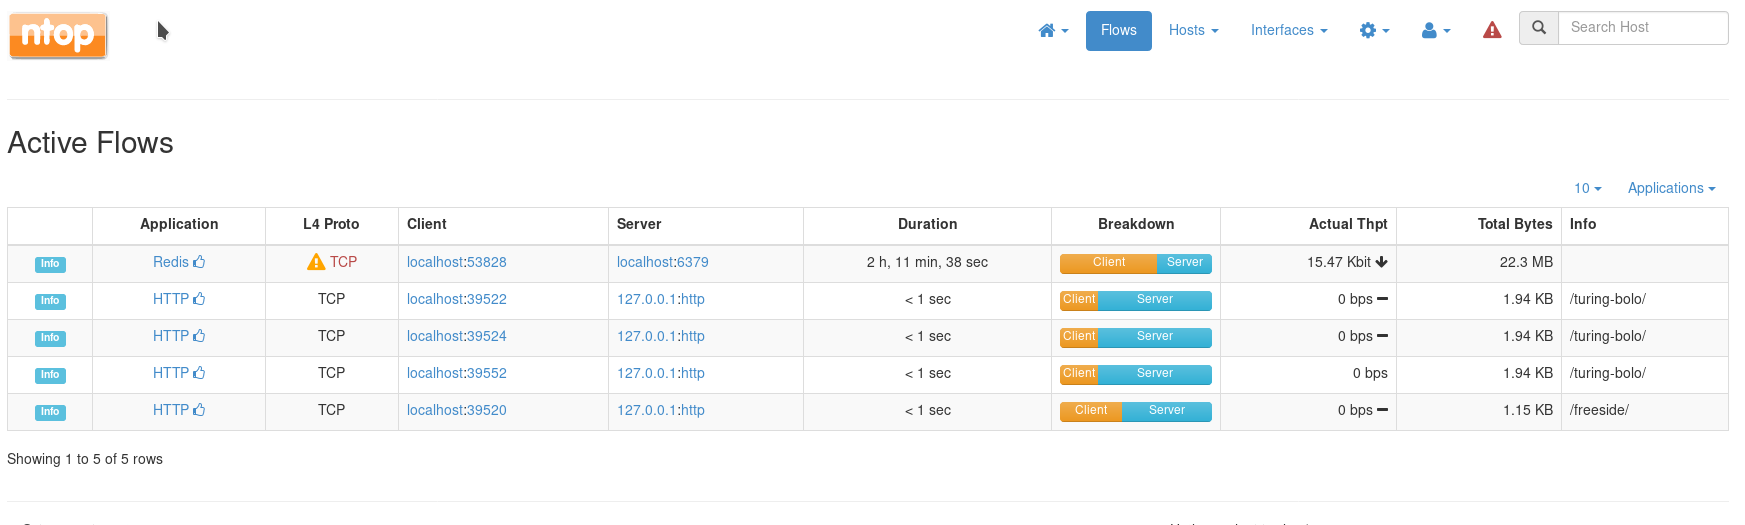 ntop
Flows Hosts Interfaces Search Host
Active Flows
10 Applications
Application L4 Proto Client Server Duration Breakdown Actual Thpt Total Bytes Info
Info Redis TCP localhost:53828 localhost:6379 2 h, 11 min, 38 sec Client Server 15.47 Kbit 22.3 MB
Info HTTP TCP localhost:39522 127.0.0.1:http < 1 sec Client Server 0 bps 1.94 KB /turing-bolo/
Info HTTP TCP localhost:39524 127.0.0.1:http < 1 sec Client Server 0 bps 1.94 KB /turing-bolo/
Info HTTP TCP localhost:39552 127.0.0.1:http < 1 sec Client Server 0 bps 1.94 KB /turing-bolo/
Info HTTP TCP localhost:39520 127.0.0.1:http < 1 sec Client Server 0 bps 1.15 KB /freeside/
Showing 1 to 5 of 5 rows